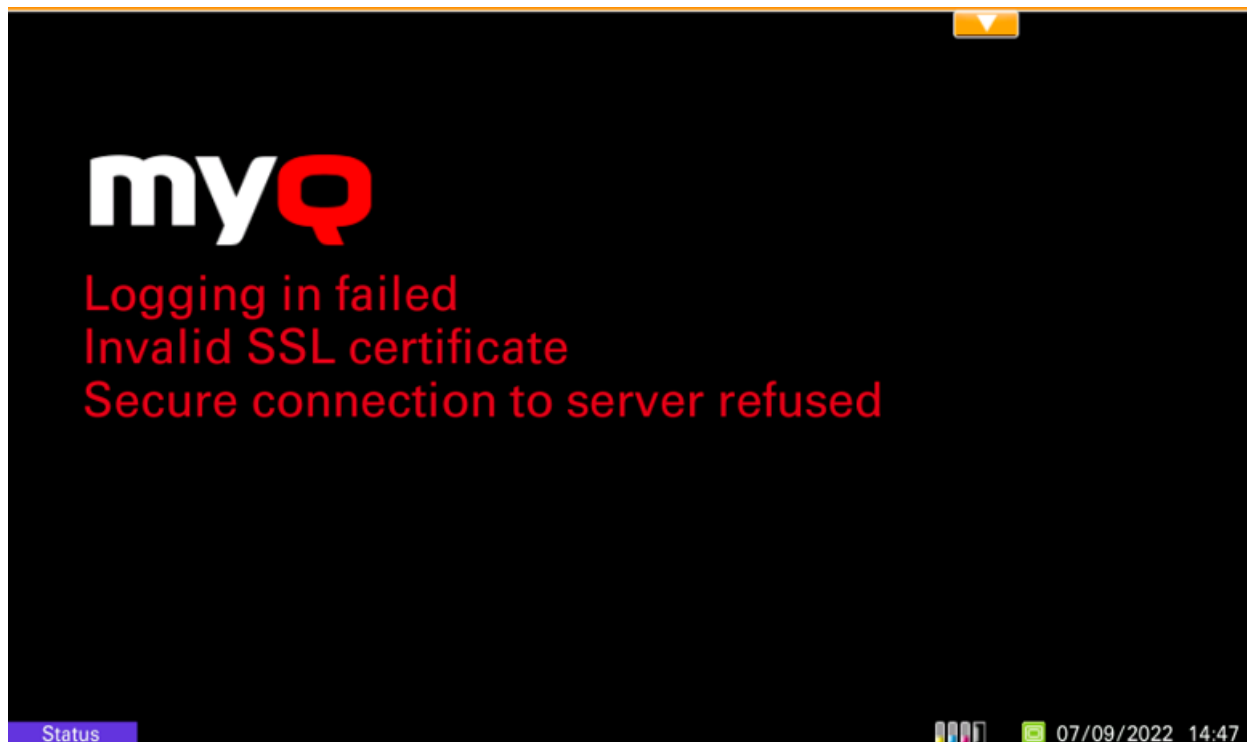 myQ
Logging in failed
Invalid SSL certificate
Secure connection to server refused
Status
07/09/2022 14:47